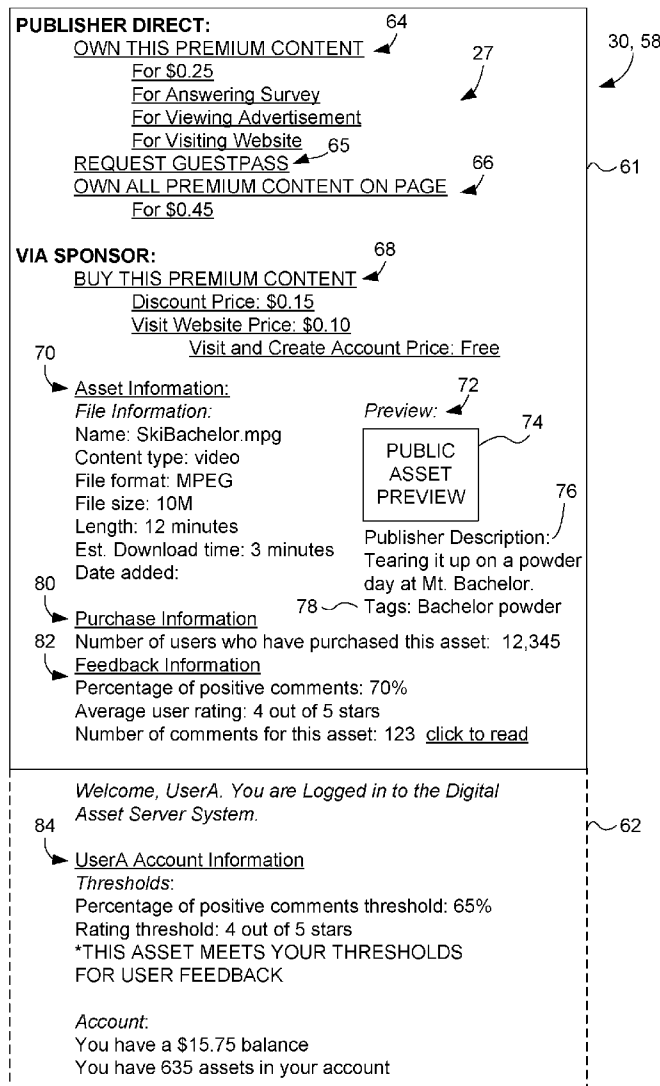 PUBLISHER DIRECT:
OWN THIS PREMIUM CONTENT
64
30, 58
For $0.25
27
For Answering Survey
For Viewing Advertisement
For Visiting Website
65
REQUEST GUESTPASS
66
61
OWN ALL PREMIUM CONTENT ON PAGE
For $0.45
VIA SPONSOR:
68
BUY THIS PREMIUM CONTENT
Discount Price: $0.15
Visit Website Price: $0.10
Visit and Create Account Price: Free
70
Asset Information:
File Information:
Name: SkiBachelor.mpg
Content type: video
File format: MPEG
File size: 10M
Length: 12 minutes
Est. Download time: 3 minutes
Date added:
72
Preview:
74
PUBLIC
ASSET
PREVIEW
76
Publisher Description:
Tearing it up on a powder
day at Mt. Bachelor.
78
Tags: Bachelor powder
80
Purchase Information
Number of users who have purchased this asset: 12,345
82
Feedback Information
Percentage of positive comments: 70%
Average user rating: 4 out of 5 stars
Number of comments for this asset: 123 click to read
Welcome, UserA. You are Logged in to the Digital
Asset Server System.
62
84
UserA Account Information
Thresholds:
Percentage of positive comments threshold: 65%
Rating threshold: 4 out of 5 stars
*THIS ASSET MEETS YOUR THRESHOLDS
FOR USER FEEDBACK
Account:
You have a $15.75 balance
You have 635 assets in your account